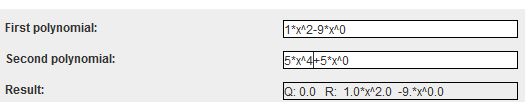 First polynomial: 1*x^2-9*x^0
Second polynomial: 5*x^4+5*x^0
Result: Q: 0.0 R: 1.0*x^2.0 -9.*x^0.0